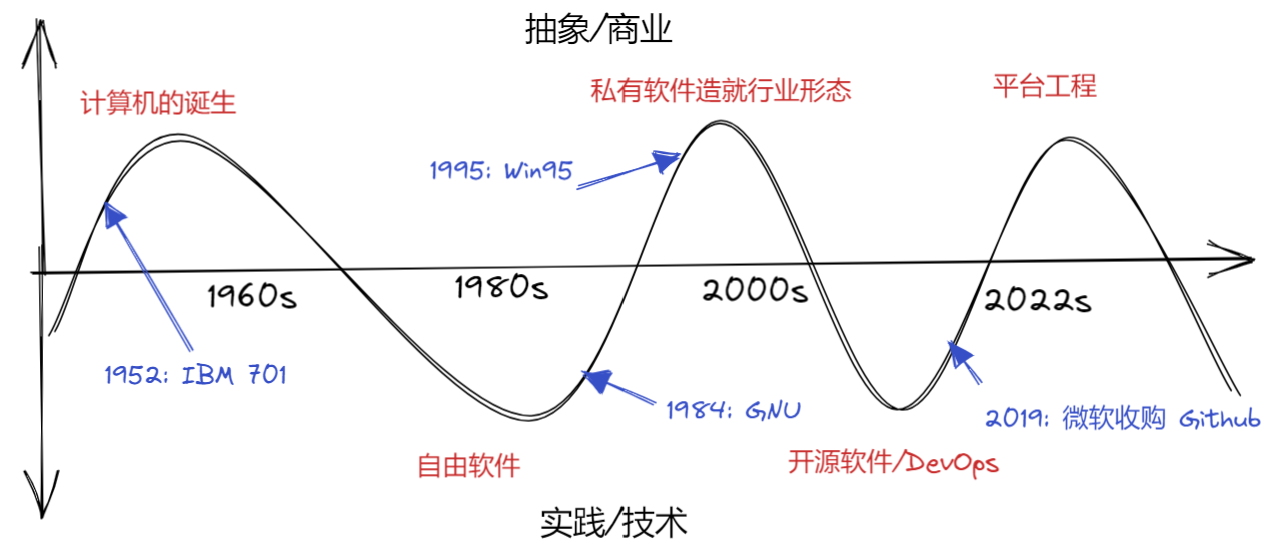 抽象/商业
计算机的诞生
私有软件造就行业形态
平台工程
1995: Win95
1960s
1980s
2000s
2022s
1952: IBM 701
1984: GNU
2019: 微软收购 Github
自由软件
开源软件/DevOps
实践/技术